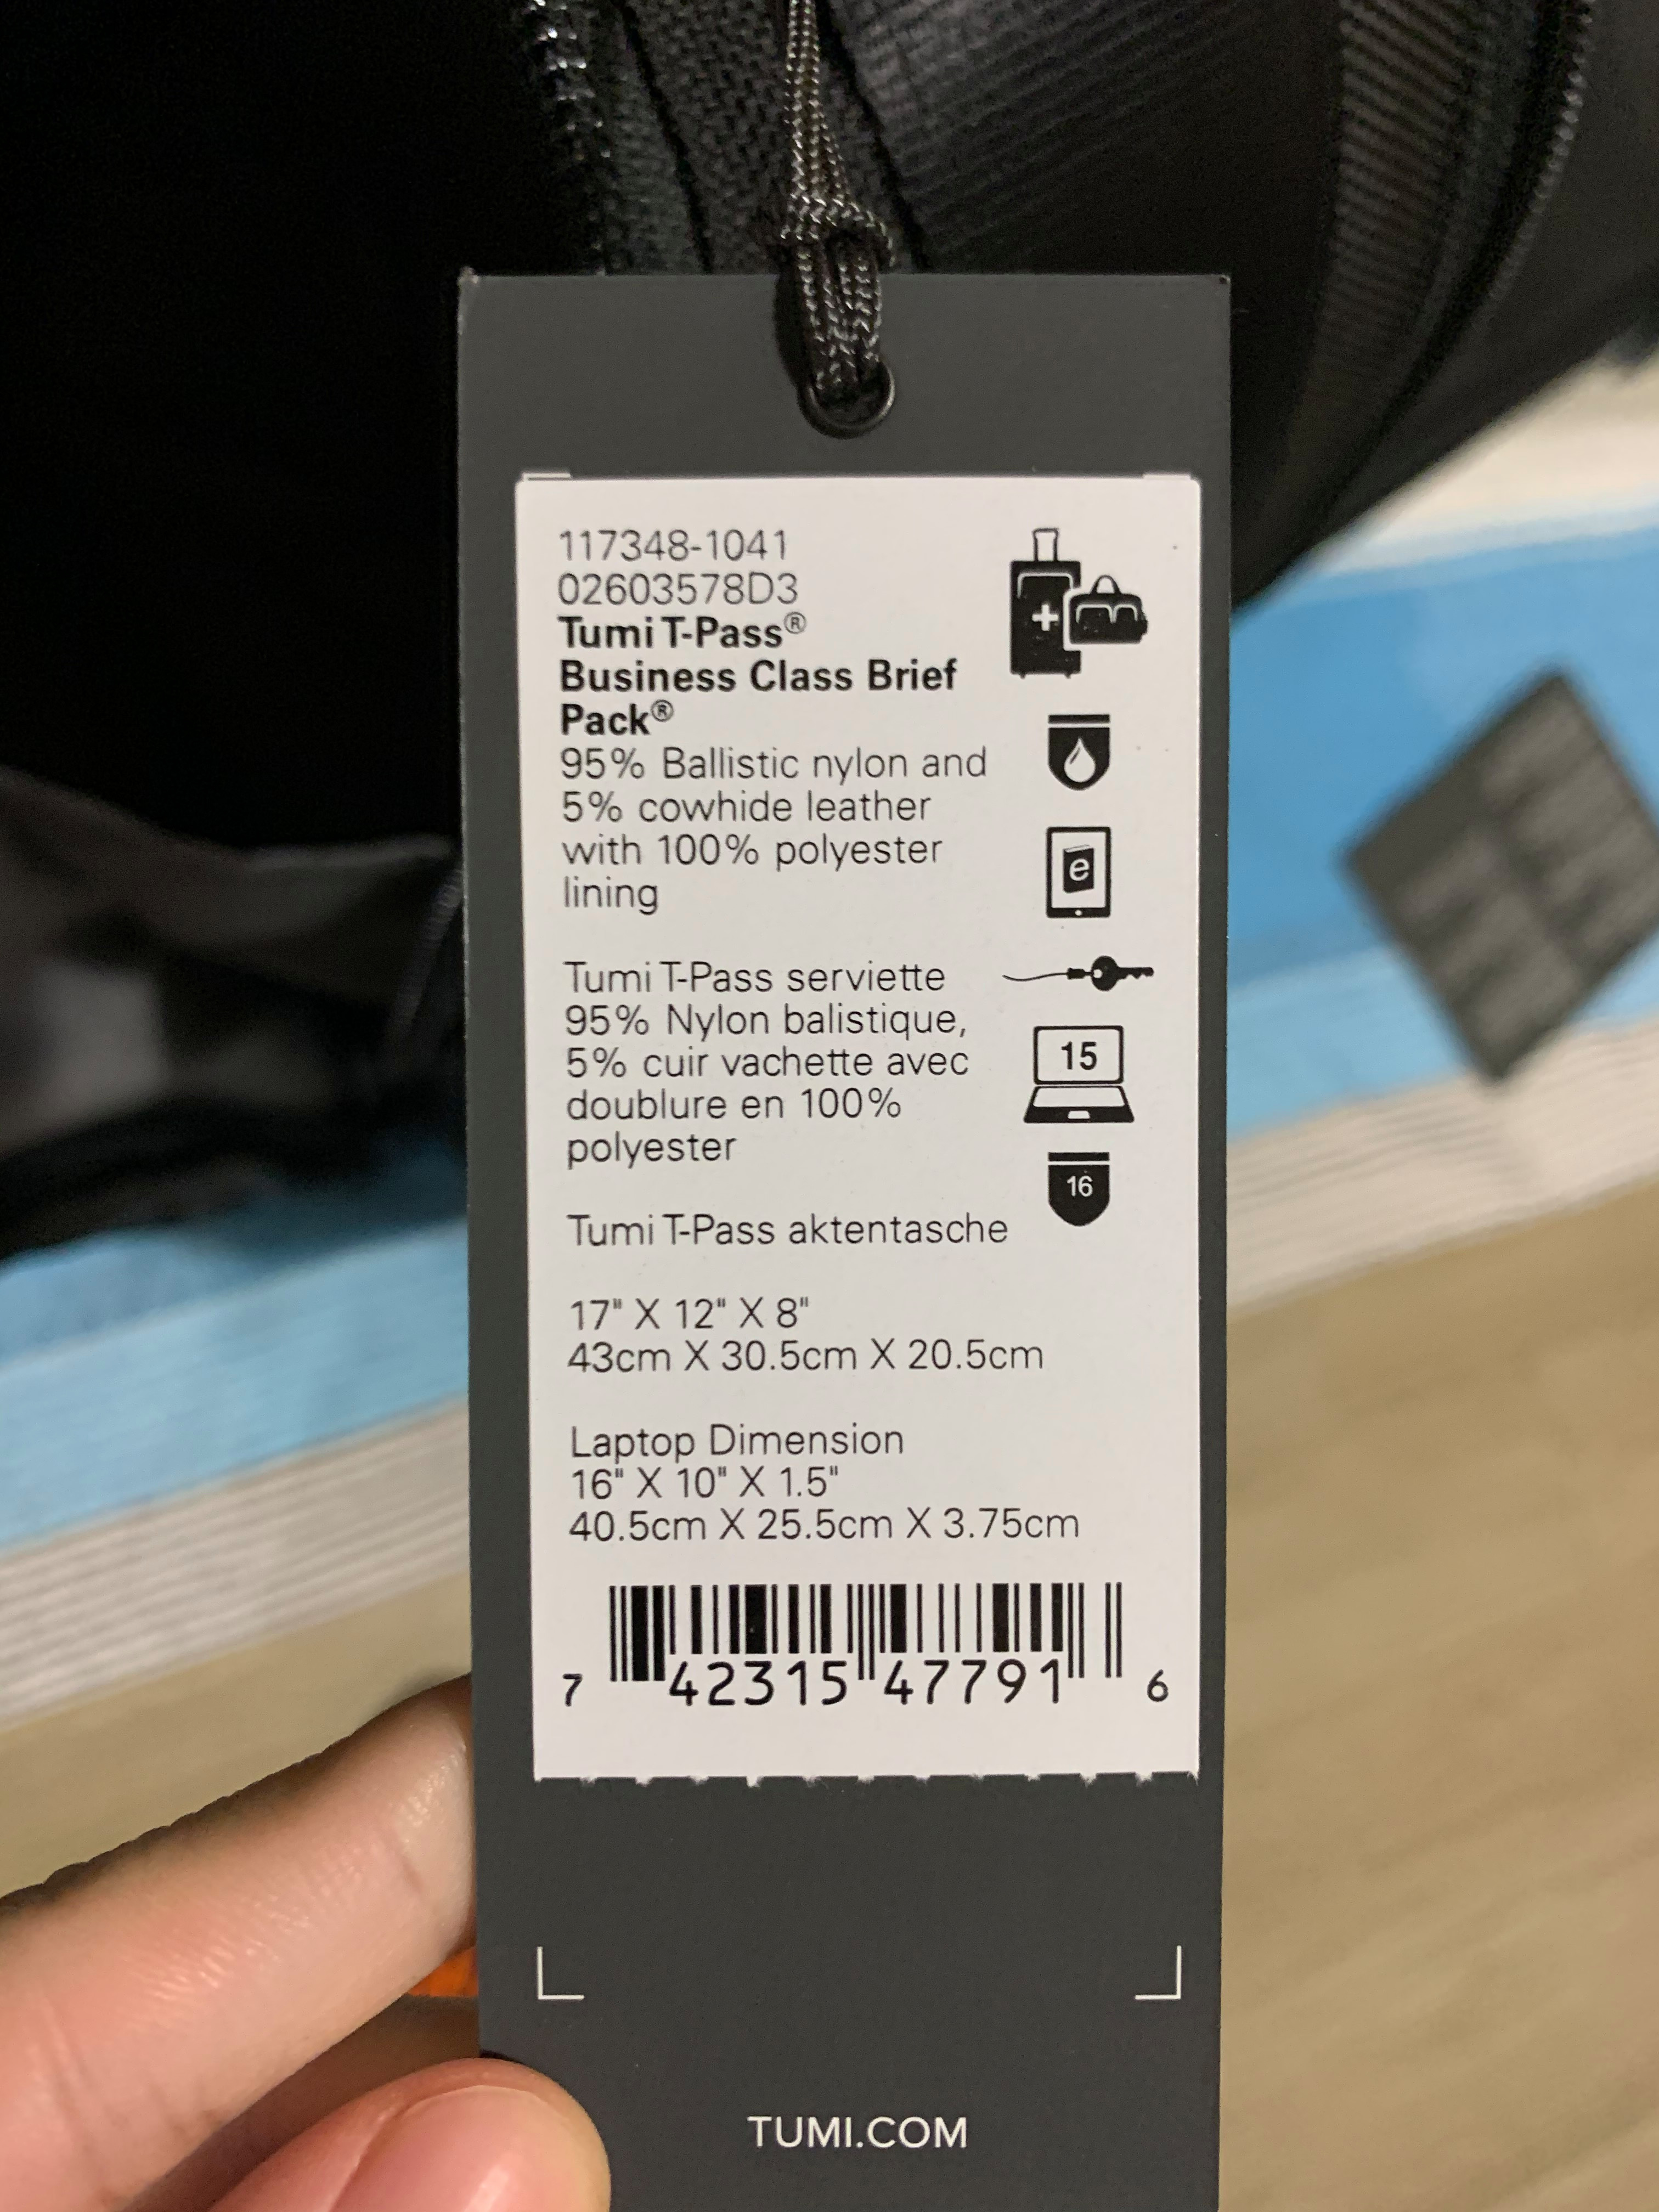 117348-1041
02603578D3
Tumi T-Pass®
Business Class Brief
Pack®
95% Ballistic nylon and
5% cowhide leather
with 100% polyester
lining
e
Tumi T-Pass serviette
95% Nylon balistique,
5% cuir vachette avec
doublure en 100%
polyester
15
16
Tumi T-Pass aktentasche
17" X 12" X 8"
43cm X 30.5cm X 20.5cm
Laptop Dimension
16" X 10" X 1.5"
40.5cm X 25.5cm X 3.75cm
7 42315 47791 6
TUMI.COM